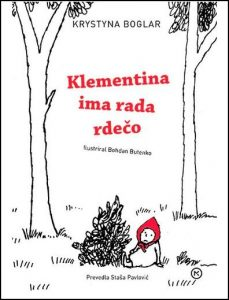 KRYSTYNA BOGLAR
Klementina
ima rada
rdečo
Ilustriral Bohdan Butenko
Prevedla Staša Pavlović